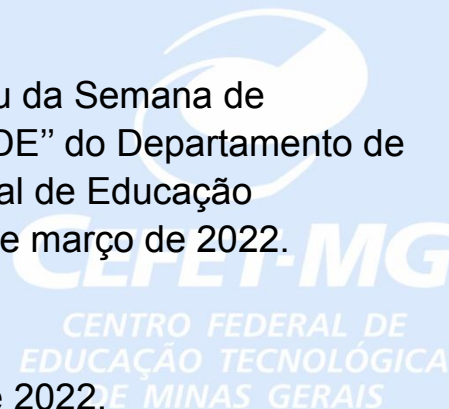 u da Semana de
DE” do Departamento de
al de Educação
e março de 2022.
CEFET-MG
CENTRO FEDERAL DE
EDUCAÇÃO TECNOLÓGICA
e 2022.
DE MINAS GERAIS